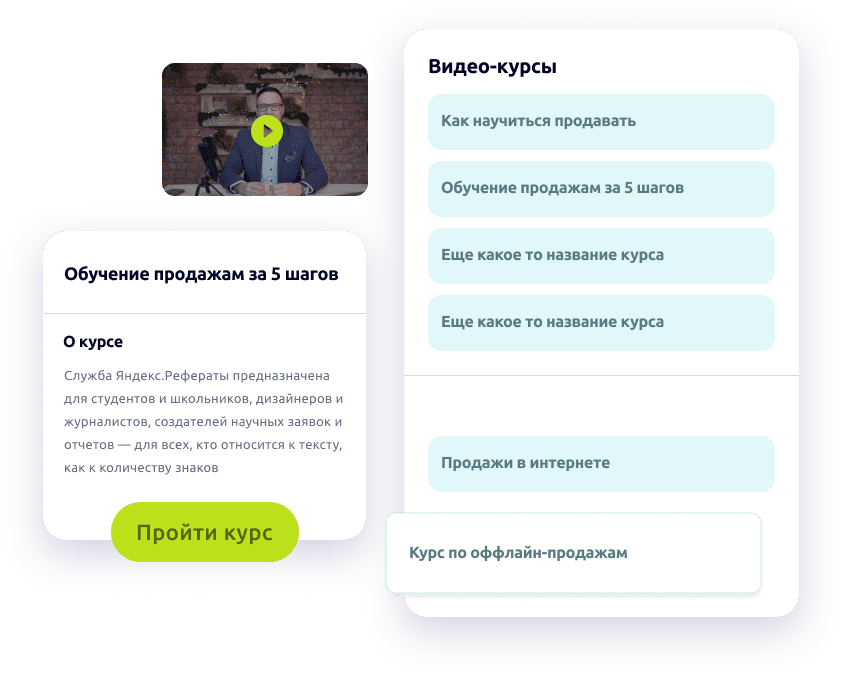 Обучение продажам за 5 шагов
О курсе
Служба Яндекс.Рефераты предназначена
для студентов и школьников, дизайнеров и
журналистов, создателей научных заявок и
отчетов — для всех, кто относится к тексту,
как к количеству знаков
Пройти курс
Видео-курсы
Как научиться продавать
Обучение продажам за 5 шагов
Еще какое то название курса
Еще какое то название курса
Продажи в интернете
Курс по оффлайн-продажам